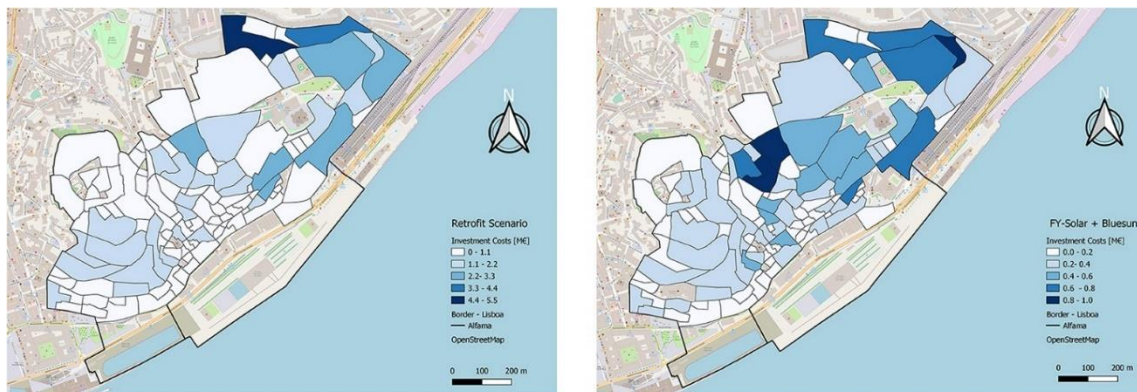 N
Retrofit Scenario
Investment Costs [M€]
0 - 1.1
1.1 - 2.2
2.2- 3.3
3.3 - 4.4
4.4 - 5.5
Border - Lisboa
Alfama
OpenStreetMap
0 100 200 m
N
FY-Solar + Bluesun
Investment Costs [M€]
0.0 - 0.2
0.2- 0.4
0.4 - 0.6
0.6 - 0.8
0.8 - 1.0
Border - Lisboa
Alfama
OpenStreetMap
0 100 200 m